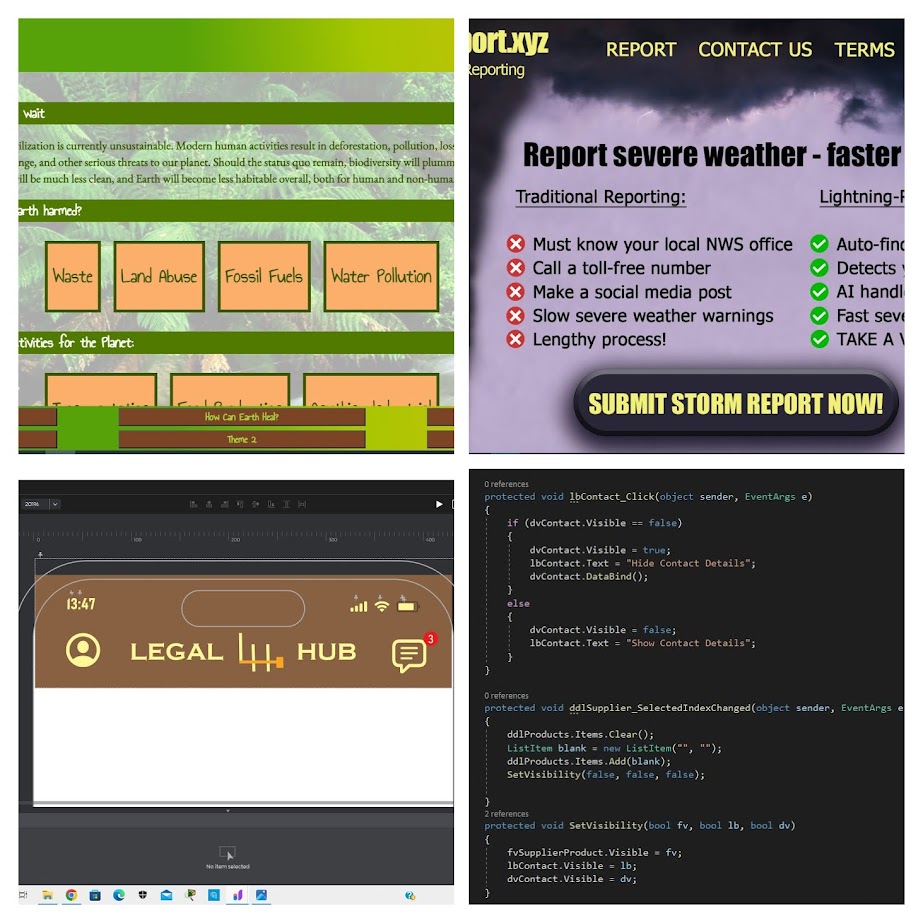 wait
ilization is currently unsustainable. Modern human activities result in deforestation, pollution, los
nge, and other serious threats to our planet. Should the status quo remain, biodiversity will plumm
ill be much less clean, and Earth will become less habitable overall, both for human and non-huma
arth harmed?
Waste
Land Abuse
Fossil Fuels
Water Pollution
tivities for the Planet:
How Can Earth Heal?
Theme 2
port.xyz
Reporting
REPORT CONTACT US TERMS
Report severe weather - faster
Traditional Reporting:
Must know your local NWS office
Call a toll-free number
Make a social media post
Slow severe weather warnings
Lengthy process!
Lightning-
Auto-find
Detects
AI handl
Fast seve
TAKE A
SUBMIT STORM REPORT NOW!
0 100 200 300 400
13:47
LEGAL HUB
3
No item selected
0 references
protected void lbContact_Click(object sender, EventArgs e)
{
if (dvContact.Visible == false)
{
dvContact.Visible = true;
lbContact.Text = "Hide Contact Details";
dvContact.DataBind();
}
else
{
dvContact.Visible = false;
lbContact.Text = "Show Contact Details";
}
}
0 references
protected void ddlSupplier_SelectedIndexChanged(object sender, EventArgs e
{
ddlProducts.Items.Clear();
ListItem blank = new ListItem("", "");
ddlProducts.Items.Add(blank);
SetVisibility(false, false, false);
}
2 references
protected void SetVisibility(bool fv, bool lb, bool dv)
{
fvSupplierProduct.Visible = fv;
lbContact.Visible = lb;
dvContact.Visible = dv;
}